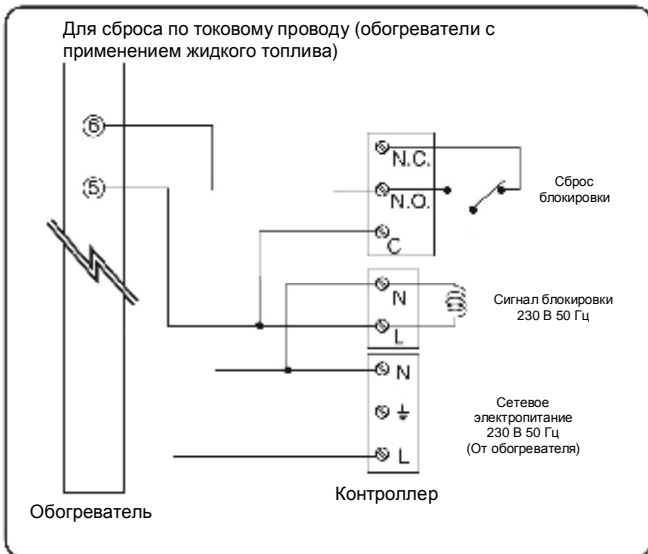 Для сброса по токовому проводу (обогреватели с
применением жидкого топлива)
6
5
N.C.
N.O.
C
Сброс
блокировки
N
L
Сигнал блокировки
230 В 50 Гц
N
L
Сетевое
электропитание
230 В 50 Гц
(От обогревателя)
Контроллер
Обогреватель